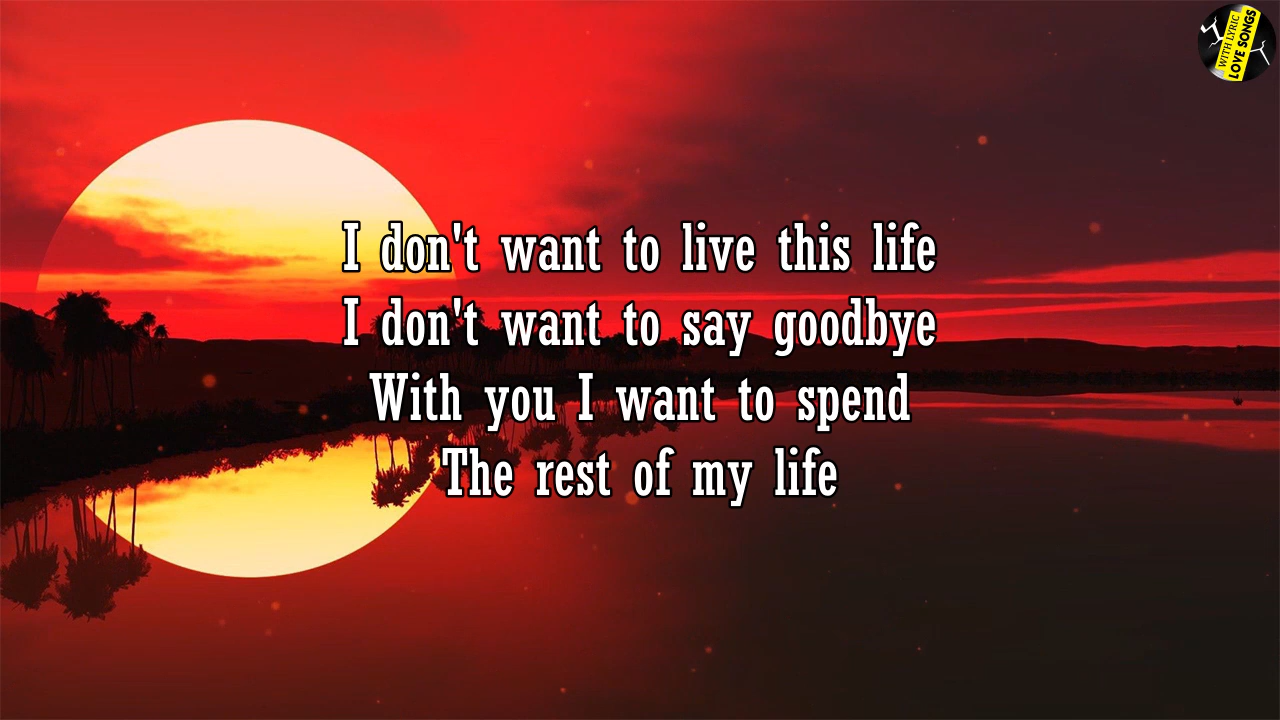 WITH LYRIC
LOVE SONGS
I don't want to live this life
I don't want to say goodbye
With you I want to spend
The rest of my life